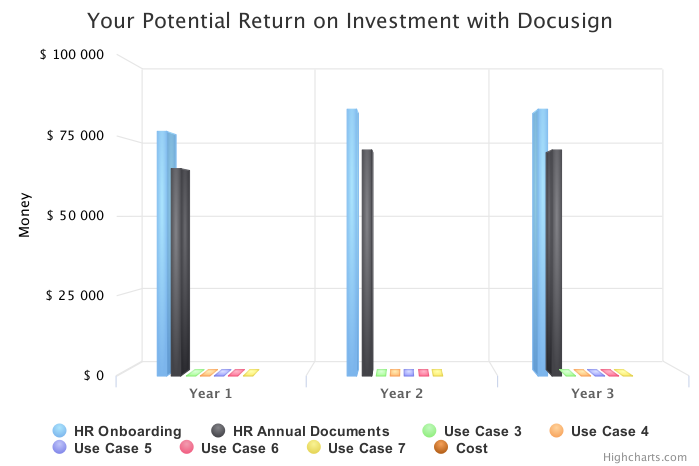 Your Potential Return on Investment with Docusign
$ 100 000
$ 75 000
$ 50 000
$ 25 000
$ 0
Money
Year 1
Year 2
Year 3
HR Onboarding
HR Annual Documents
Use Case 3
Use Case 4
Use Case 5
Use Case 6
Use Case 7
Cost
Highcharts.com